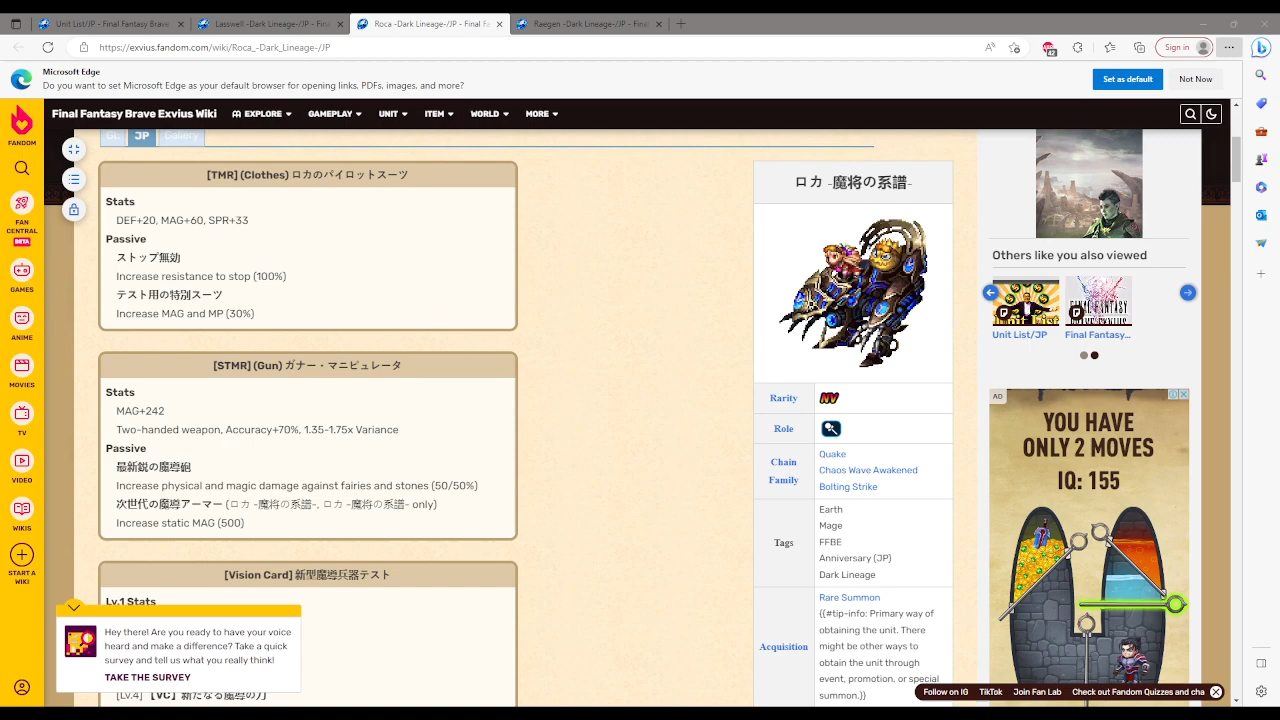 Unit List/JP - Final Fantasy Brave
Lasswell -Dark Lineage-/JP - Fina
Roca -Dark Lineage-/JP - Final Fa
Raegen -Dark Lineage-/JP - Final
https://exvius.fandom.com/wiki/Roca_-Dark_Lineage-/JP
42
Sign in
Microsoft Edge
Do you want to set Microsoft Edge as your default browser for opening links. PDFs, images and more?
Set as default
Not Now
Final Fantasy Brave Exvius Wiki
EXPLORE
GAMEPLAY
UNIT
ITEM
WORLD
MORE
FANDOM
FAN CENTRAL
BETA
GAMES
ANIME
MOVIES
TV
VIDEO
WIKIS
START A WIKI
GL
JP
Gallery
[TMR] (Clothes) ロカのパイロットスーツ
Stats
DEF+20, MAG+60, SPR+33
Passive
ストップ無効
Increase resistance to stop (100%)
テスト用の特別スーツ
Increase MAG and MP (30%)
[STMR] (Gun) ガナー・マニピュレータ
Stats
MAG+242
Two-handed weapon, Accuracy+70%, 1.35-1.75x Variance
Passive
最新鋭の魔導砲
Increase physical and magic damage against fairies and stones (50/50%)
次世代の魔導アーマー (ロカ -魔将の系譜-, ロカ -魔将の系譜- only)
Increase static MAG (500)
[Vision Card] 新型魔導兵器テスト
Lv.1 Stats
[Lv.4] 【VC】新たなる魔導の力
Hey there! Are you ready to have your voice
heard and make a difference? Take a quick
survey and tell us what you really think!
TAKE THE SURVEY
ロカ -魔将の系譜-
Rarity
NV
Role
Chain Family
Quake
Chaos Wave Awakened
Bolting Strike
Tags
Earth
Mage
FFBE
Anniversary (JP)
Dark Lineage
Acquisition
Rare Summon
{{#tip-info: Primary way of
obtaining the unit. There
might be other ways to
obtain the unit through
event, promotion, or special
summon.}}
Others like you also viewed
Unit List
Unit List/JP
FINAL FANTASY
Final Fantasy...
AD
YOU HAVE
ONLY 2 MOVES
IQ: 155
Follow on IG
TikTok
Join Fan Lab
Check out Fandom Quizzes and cha